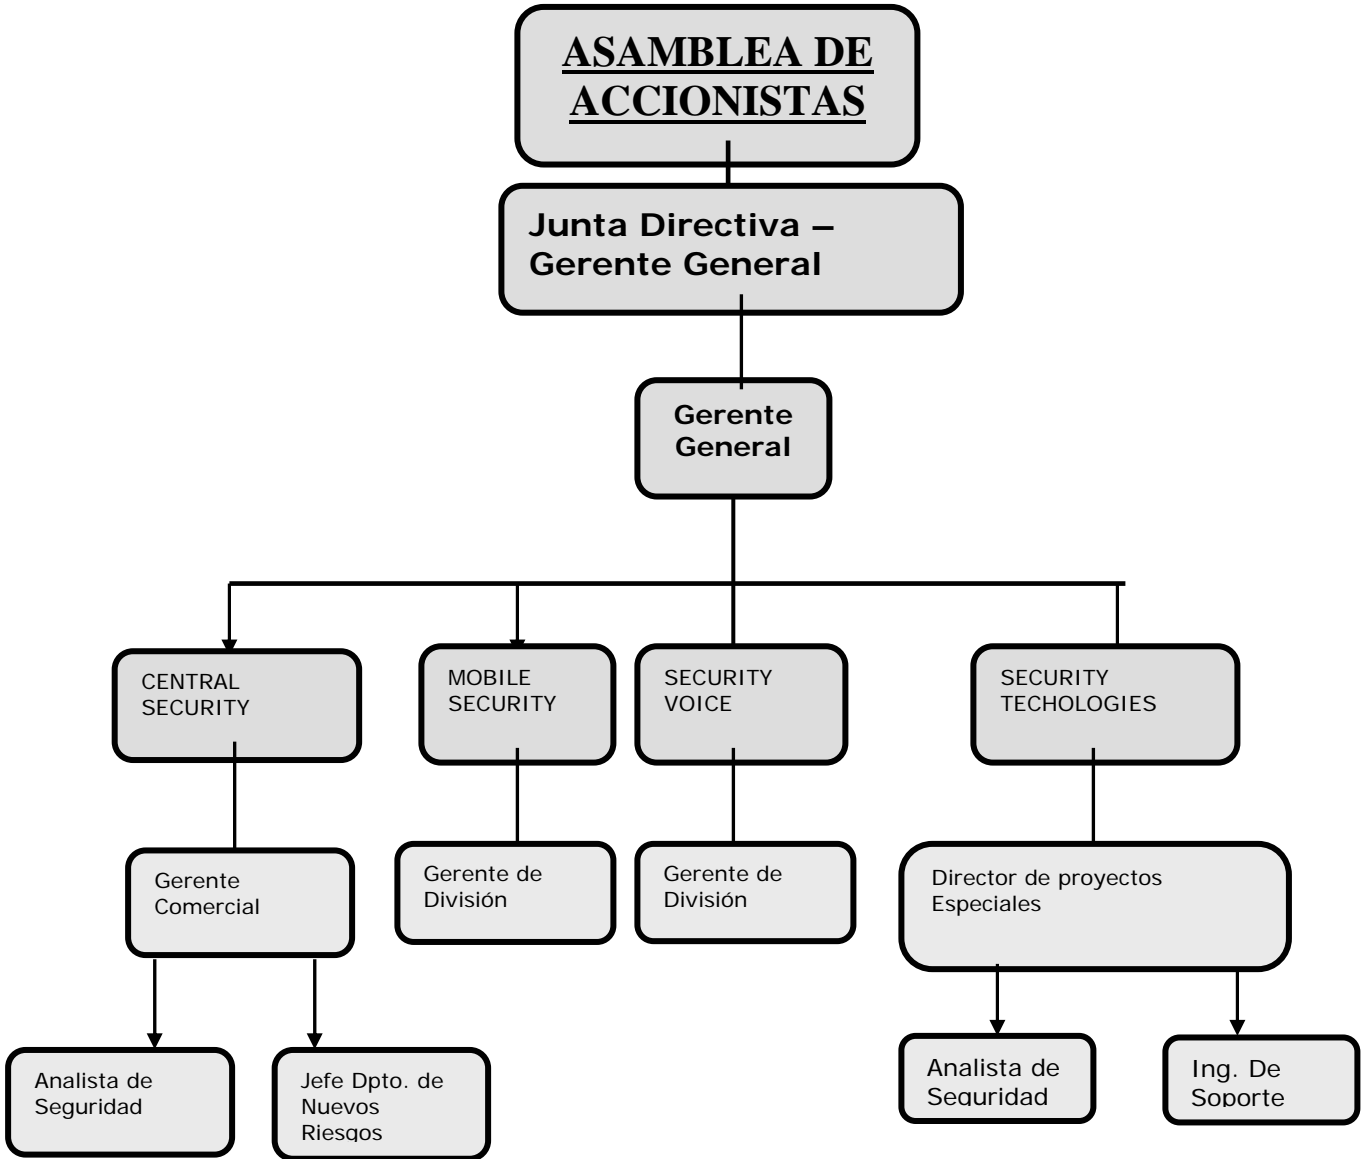 ASAMBLEA DE
ACCIONISTAS
Junta Directiva –
Gerente General
Gerente
General
CENTRAL
SECURITY
MOBILE
SECURITY
SECURITY
VOICE
SECURITY
TECHOLOGIES
Gerente
Comercial
Gerente de
División
Gerente de
División
Director de proyectos
Especiales
Analista de
Seguridad
Jefe Dpto. de
Nuevos
Riesgos
Analista de
Seguridad
Ing. De
Soporte